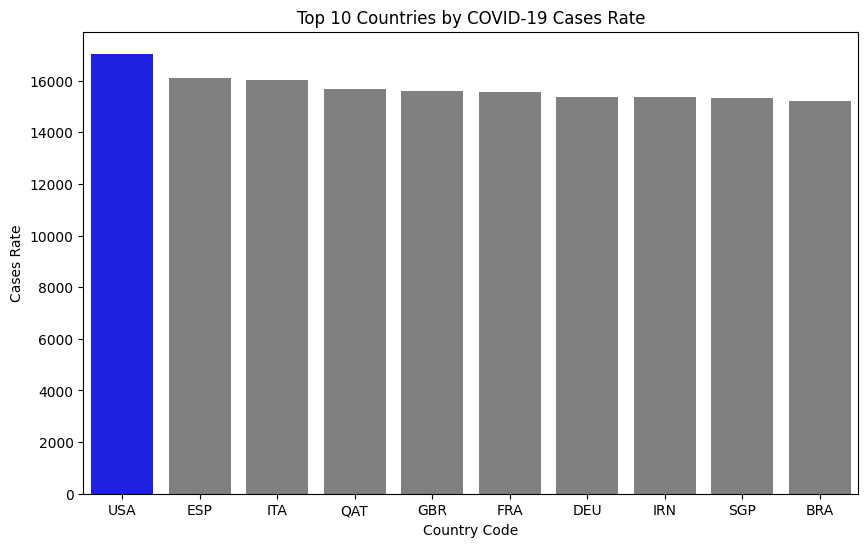 Top 10 Countries by COVID-19 Cases Rate
16000
14000
12000
10000
8000
6000
4000
2000
0
Cases Rate
USA ESP ITA QAT GBR FRA DEU IRN SGP BRA
Country Code